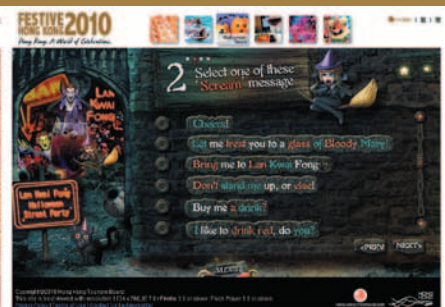 FESTIVE 2010
HONG KONG
Hong Kong. A World of Celebrations.
BAR
LAN
KWAI
FONG
Lan Kwai Fong
Halloween
Street Party
2 Select one of these
"Scream" message
Cheers!
Let me treat you to a glass of Bloody Mary!
Bring me to Lan Kwai Fong
Don't stand me up, or else!
Buy me a drink?
I like to drink red, do you?
NEXT
Copyright ©2010 Hong Kong Tourism Board